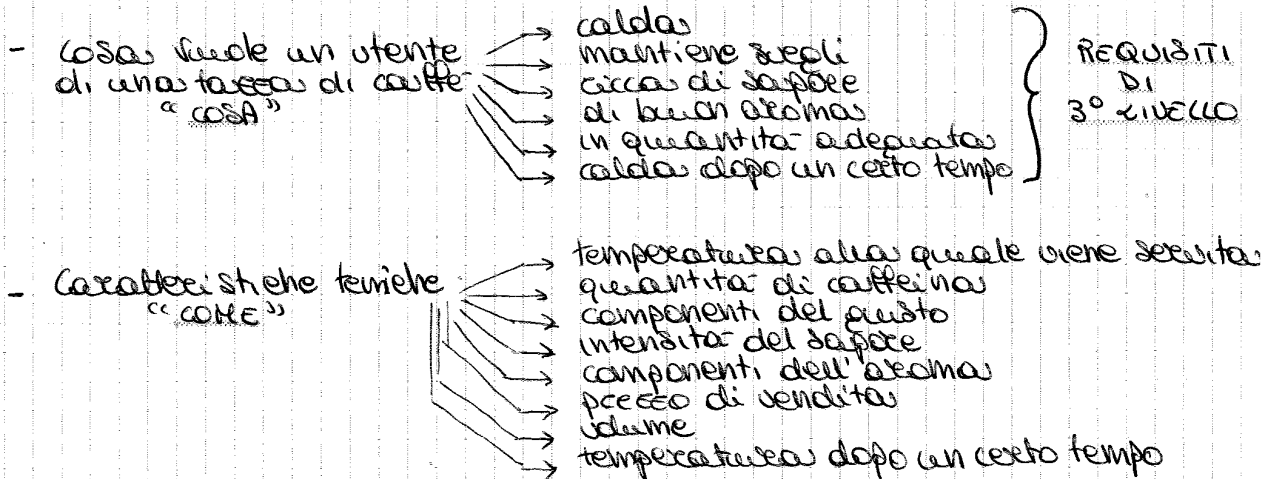 - cosa vuole un utente
di una tazza di caffè
"COSA"
calda
mantiene svegli
ricca di sapore
di buon aroma
in quantità adeguata
calda dopo un certo tempo
REQUISITI
DI
3° LIVELLO
- Caratteristiche tecniche
"COME"
temperatura alla quale viene servita
quantità di caffeina
componenti del gusto
intensità del sapore
componenti dell'aroma
prezzo di vendita
volume
temperatura dopo un certo tempo